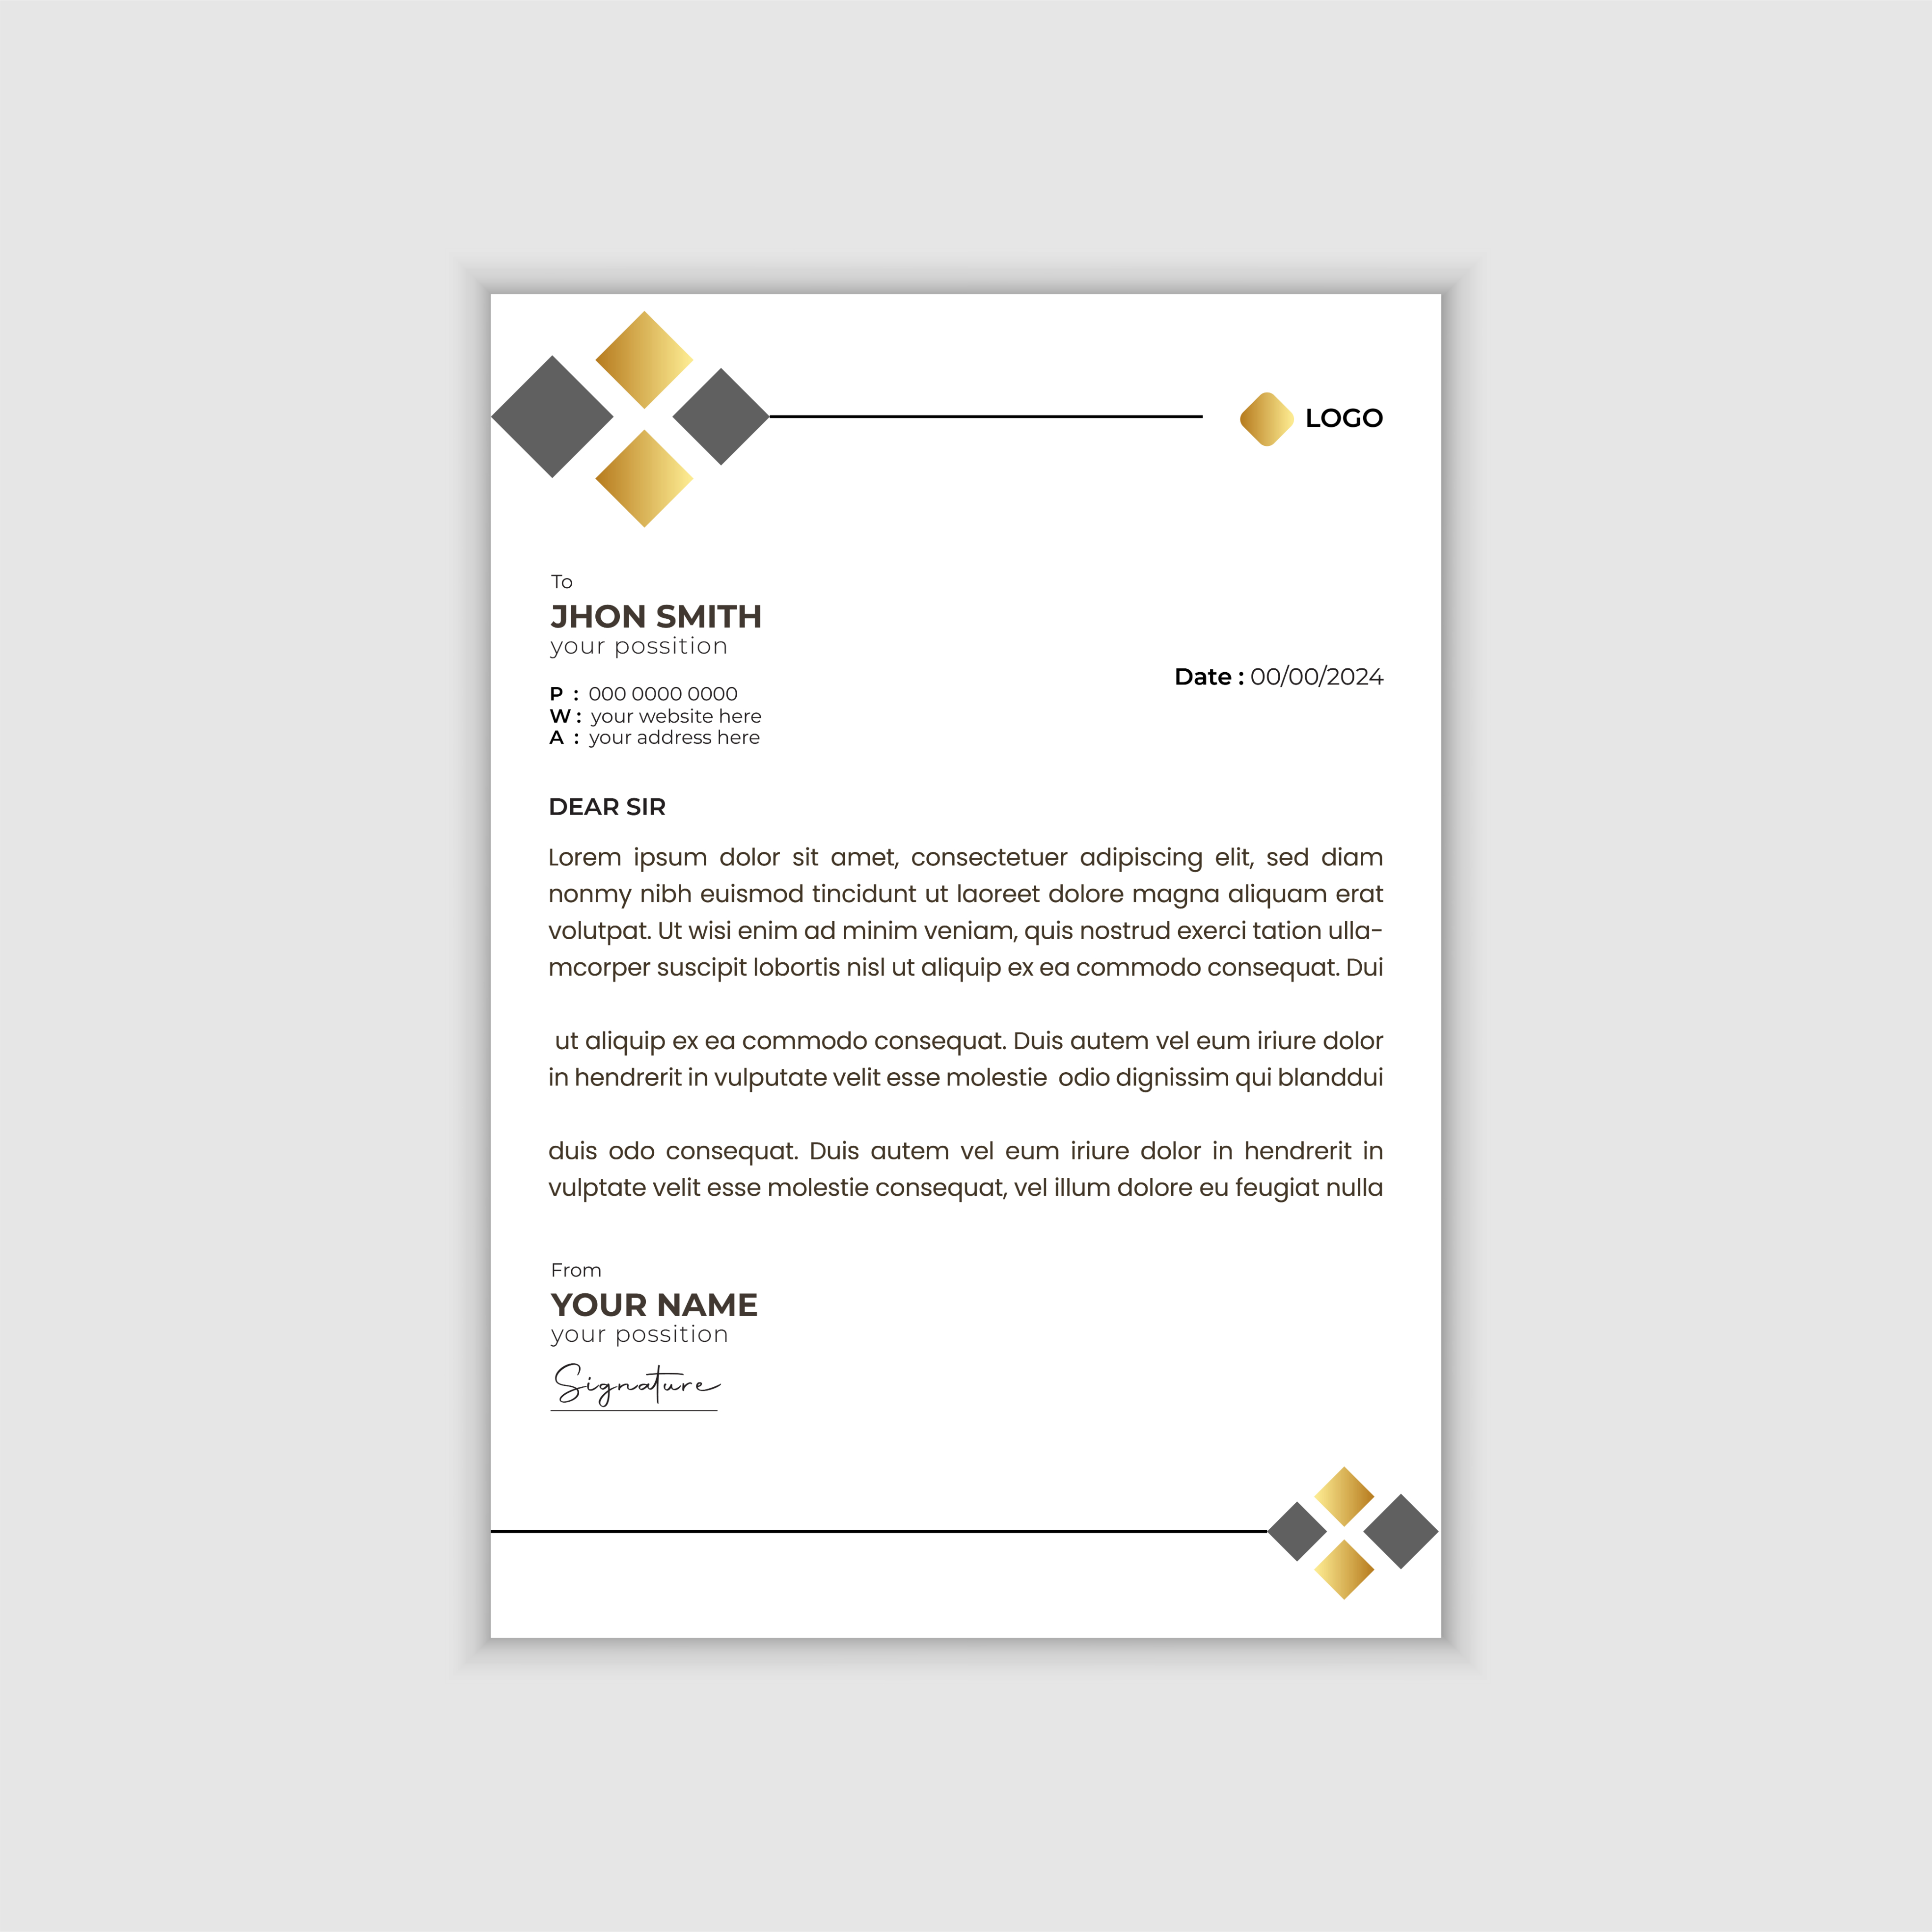 LOGO
To
JHON SMITH
your possition
Date : 00/00/2024
P : 000 0000 0000
W : your website here
A : your address here
DEAR SIR
Lorem ipsum dolor sit amet, consectetuer adipiscing elit, sed diam
nonmy nibh euismod tincidunt ut laoreet dolore magna aliquam erat
volutpat. Ut wisi enim ad minim veniam, quis nostrud exerci tation ulla-
mcorper suscipit lobortis nisl ut aliquip ex ea commodo consequat. Dui
ut aliquip ex ea commodo consequat. Duis autem vel eum iriure dolor
in hendrerit in vulputate velit esse molestie odio dignissim qui blanddui
duis odo consequat. Duis autem vel eum iriure dolor in hendrerit in
vulptate velit esse molestie consequat, vel illum dolore eu feugiat nulla
From
YOUR NAME
your possition
Signature